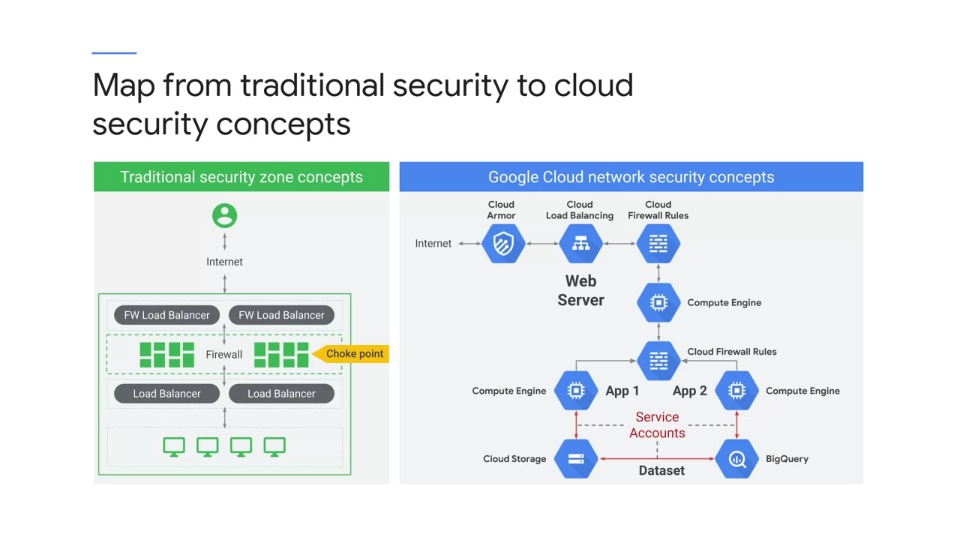 Map from traditional security to cloud
security concepts
Traditional security zone concepts
Internet
FW Load Balancer
FW Load Balancer
Firewall
Choke point
Load Balancer
Load Balancer
Google Cloud network security concepts
Cloud
Armor
Cloud
Load Balancing
Cloud
Firewall Rules
Internet
Web
Server
Compute Engine
Cloud Firewall Rules
Compute Engine
App 1
App 2
Compute Engine
Service
Accounts
Cloud Storage
Dataset
BigQuery